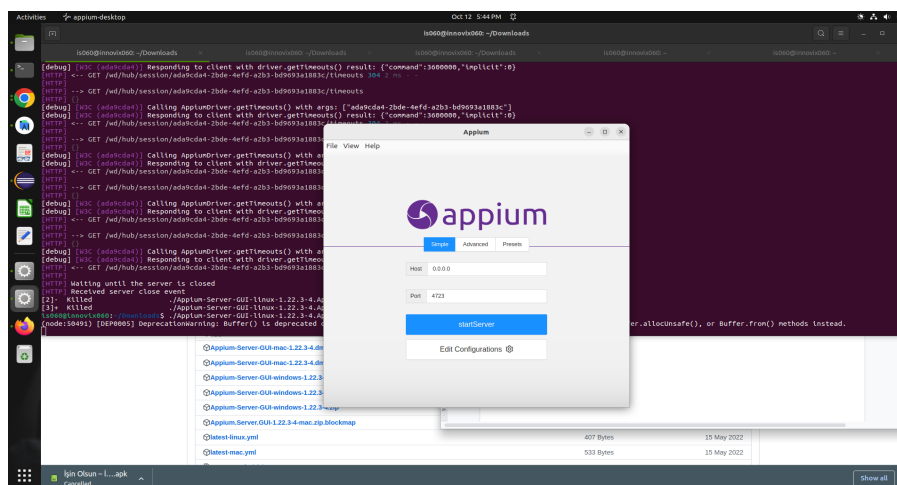 Activities appium-desktop Oct 12 5:44 PM
is060@innovix060: ~/Downloads
is060@innovix060: ~/Downloads is060@innovix060: ~/Downloads is060@innovix060: ~/Downloads is060@innovix060: ~ is060@innovix060: ~
[debug] [W3C (ada9cda4)] Responding to client with driver.getTimeouts() result: {"command":3600000,"implicit":0}
[HTTP] <-- GET /wd/hub/session/ada9cda4-2bde-4efd-a2b3-bd9693a1883c/timeouts 304 2 ms - -
[HTTP]
[HTTP] --> GET /wd/hub/session/ada9cda4-2bde-4efd-a2b3-bd9693a1883c/timeouts
[HTTP] {}
[debug] [W3C (ada9cda4)] Calling AppiumDriver.getTimeouts() with args: ["ada9cda4-2bde-4efd-a2b3-bd9693a1883c"]
[debug] [W3C (ada9cda4)] Responding to client with driver.getTimeouts() result: {"command":3600000,"implicit":0}
[HTTP] <-- GET /wd/hub/session/ada9cda4-2bde-4efd-a2b3-bd9693a1883c
[HTTP]
[HTTP] --> GET /wd/hub/session/ada9cda4-2bde-4efd-a2b3-bd9693a1883c
[HTTP] {}
[debug] [W3C (ada9cda4)] Calling AppiumDriver.getTimeouts() with ar
[debug] [W3C (ada9cda4)] Responding to client with driver.getTimeou
[HTTP] <-- GET /wd/hub/session/ada9cda4-2bde-4efd-a2b3-bd9693a1883c
[HTTP]
[HTTP] --> GET /wd/hub/session/ada9cda4-2bde-4efd-a2b3-bd9693a1883c
[HTTP] {}
[debug] [W3C (ada9cda4)] Calling AppiumDriver.getTimeouts() with ar
[debug] [W3C (ada9cda4)] Responding to client with driver.getTimeou
[HTTP] <-- GET /wd/hub/session/ada9cda4-2bde-4efd-a2b3-bd9693a1883c
[HTTP]
[HTTP] --> GET /wd/hub/session/ada9cda4-2bde-4efd-a2b3-bd9693a1883c
[HTTP] {}
[debug] [W3C (ada9cda4)] Calling AppiumDriver.getTimeouts() with ar
[debug] [W3C (ada9cda4)] Responding to client with driver.getTimeou
[HTTP] <-- GET /wd/hub/session/ada9cda4-2bde-4efd-a2b3-bd9693a1883c
[HTTP]
[HTTP] Waiting until the server is closed
[HTTP] Received server close event
[2]- Killed ./Appium-Server-GUI-linux-1.22.3-4.Ap
[3]+ Killed ./Appium-Server-GUI-linux-1.22.3-4.Ap
is060@innovix060:~/Downloads$ ./Appium-Server-GUI-linux-1.22.3-4.Ap
(node:50491) [DEP0005] DeprecationWarning: Buffer() is deprecated er.allocUnsafe(), or Buffer.from() methods instead.
Appium
File View Help
appium
Simple Advanced Presets
Host 0.0.0.0
Port 4723
startServer
Edit Configurations
Appium-Server-GUI-mac-1.22.3-4.dm
Appium-Server-GUI-mac-1.22.3-4.dm
Appium-Server-GUI-windows-1.22.3-
Appium-Server-GUI-windows-1.22.3-
Appium-Server-GUI-windows-1.22.3-4.zip
Appium.Server.GUI-1.22.3-4-mac.zip.blockmap
latest-linux.yml 407 Bytes 15 May 2022
latest-mac.yml 533 Bytes 15 May 2022
İşin Olsun – İ....apk
Cancelled
Show all